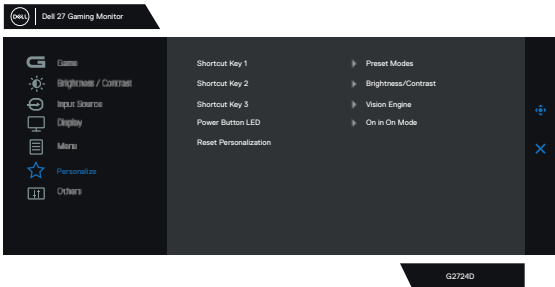 DELL Dell 27 Gaming Monitor
Game
Brightness / Contrast
Input Source
Display
Menu
Personalize
Others
Shortcut Key 1 Preset Modes
Shortcut Key 2 Brightness/Contrast
Shortcut Key 3 Vision Engine
Power Button LED On in On Mode
Reset Personalization
G2724D